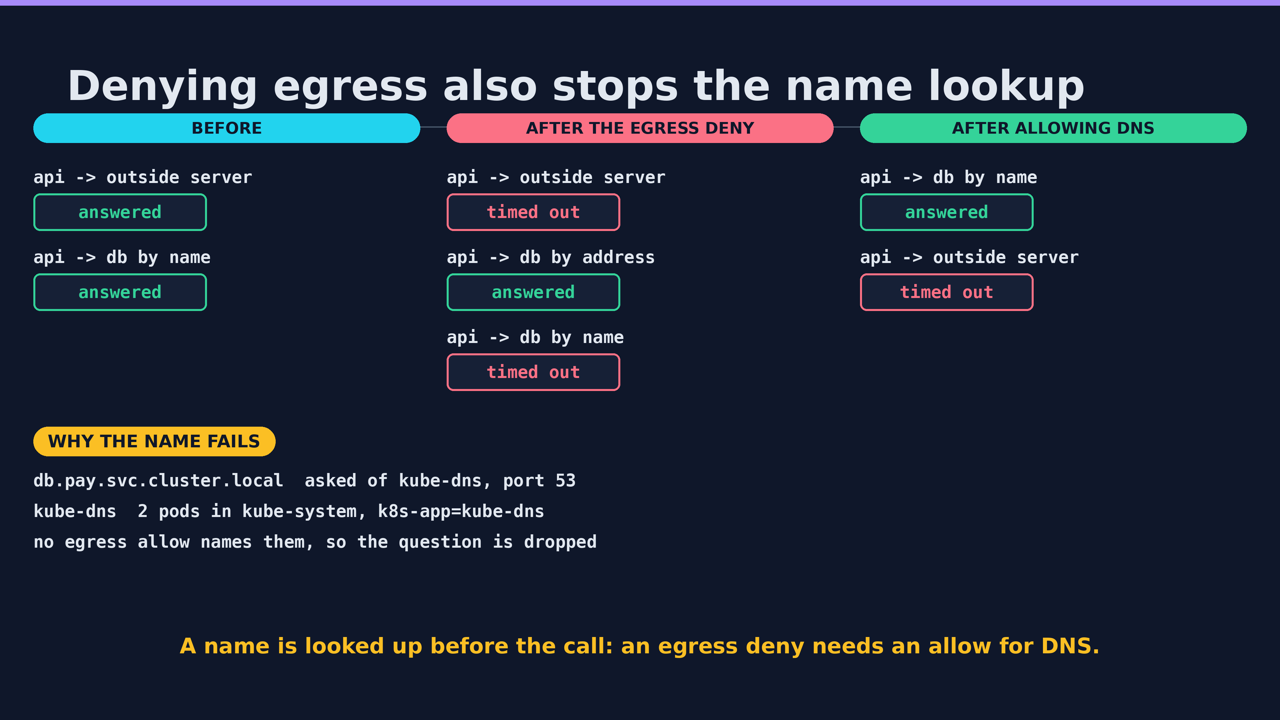 Denying egress also stops the name lookup
BEFORE
api -> outside server
answered
api -> db by name
answered
AFTER THE EGRESS DENY
api -> outside server
timed out
api -> db by address
answered
api -> db by name
timed out
AFTER ALLOWING DNS
api -> db by name
answered
api -> outside server
timed out
WHY THE NAME FAILS
db.pay.svc.cluster.local  asked of kube-dns, port 53
kube-dns  2 pods in kube-system, k8s-app=kube-dns
no egress allow names them, so the question is dropped
A name is looked up before the call: an egress deny needs an allow for DNS.